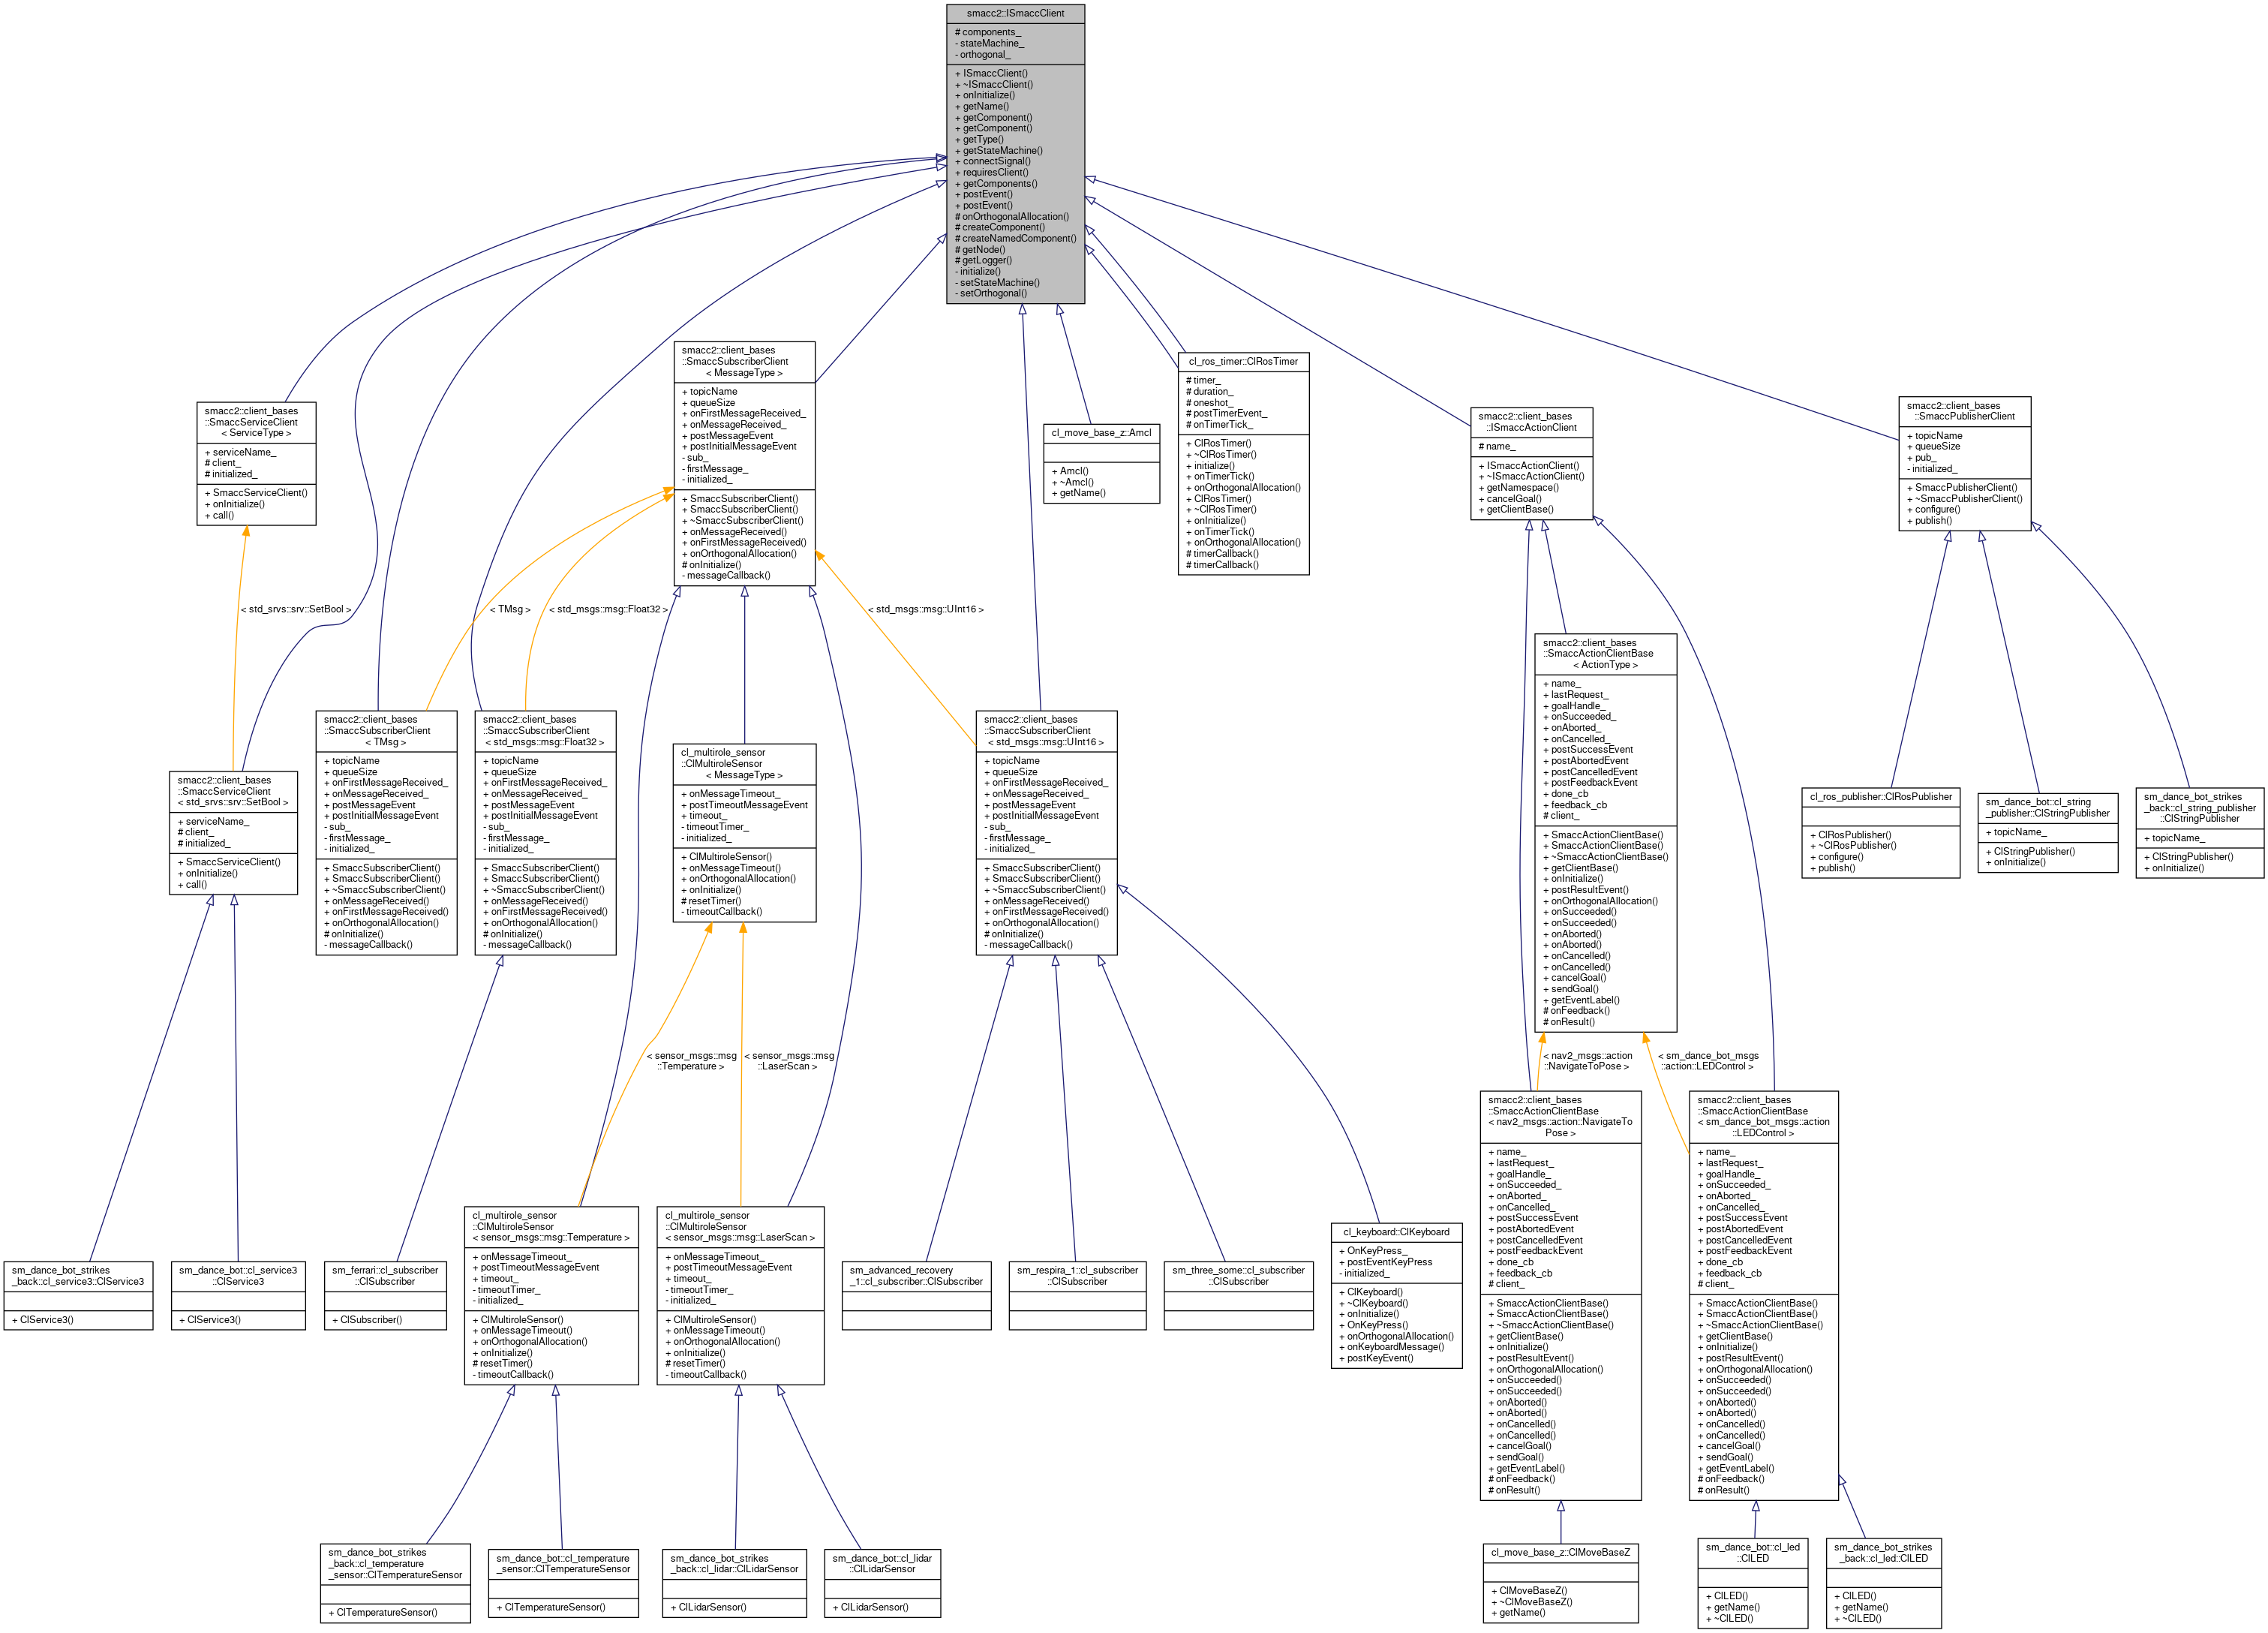 smacc2::ISmaccClient
# components_
- stateMachine_
- orthogonal_
+ ISmaccClient()
+ ~ISmaccClient()
+ onInitialize()
+ getName()
+ getComponent()
+ getComponent()
+ getType()
+ getStateMachine()
+ connectSignal()
+ requiresClient()
+ getComponents()
+ postEvent()
+ postEvent()
# onOrthogonalAllocation()
# createComponent()
# createNamedComponent()
# getNode()
# getLogger()
- initialize()
- setStateMachine()
- setOrthogonal()
smacc2::client_bases
::SmaccServiceClient
< ServiceType >
+ serviceName_
# client_
# initialized_
+ SmaccServiceClient()
+ onInitialize()
+ call()
smacc2::client_bases
::SmaccSubscriberClient
< MessageType >
+ topicName
+ queueSize
+ onFirstMessageReceived_
+ onMessageReceived_
+ postMessageEvent
+ postInitialMessageEvent
- sub_
- firstMessage_
- initialized_
+ SmaccSubscriberClient()
+ SmaccSubscriberClient()
+ ~SmaccSubscriberClient()
+ onMessageReceived()
+ onFirstMessageReceived()
+ onOrthogonalAllocation()
# onInitialize()
- messageCallback()
cl_move_base_z::Amcl
+ Amcl()
+ ~Amcl()
+ getName()
cl_ros_timer::ClRosTimer
# timer_
# duration_
# oneshot_
# postTimerEvent_
# onTimerTick_
+ ClRosTimer()
+ ~ClRosTimer()
+ initialize()
+ onTimerTick()
+ onOrthogonalAllocation()
+ ClRosTimer()
+ ~ClRosTimer()
+ onInitialize()
+ onTimerTick()
+ onOrthogonalAllocation()
# timerCallback()
# timerCallback()
smacc2::client_bases
::ISmaccActionClient
# name_
+ ISmaccActionClient()
+ ~ISmaccActionClient()
+ getNamespace()
+ cancelGoal()
+ getClientBase()
smacc2::client_bases
::SmaccPublisherClient
+ topicName
+ queueSize
+ pub_
- initialized_
+ SmaccPublisherClient()
+ ~SmaccPublisherClient()
+ configure()
+ publish()
< std_srvs::srv::SetBool >
< TMsg >
< std_msgs::msg::Float32 >
< std_msgs::msg::UInt16 >
smacc2::client_bases
::SmaccServiceClient
< std_srvs::srv::SetBool >
+ serviceName_
# client_
# initialized_
+ SmaccServiceClient()
+ onInitialize()
+ call()
smacc2::client_bases
::SmaccSubscriberClient
< TMsg >
+ topicName
+ queueSize
+ onFirstMessageReceived_
+ onMessageReceived_
+ postMessageEvent
+ postInitialMessageEvent
- sub_
- firstMessage_
- initialized_
+ SmaccSubscriberClient()
+ SmaccSubscriberClient()
+ ~SmaccSubscriberClient()
+ onMessageReceived()
+ onFirstMessageReceived()
+ onOrthogonalAllocation()
# onInitialize()
- messageCallback()
smacc2::client_bases
::SmaccSubscriberClient
< std_msgs::msg::Float32 >
+ topicName
+ queueSize
+ onFirstMessageReceived_
+ onMessageReceived_
+ postMessageEvent
+ postInitialMessageEvent
- sub_
- firstMessage_
- initialized_
+ SmaccSubscriberClient()
+ SmaccSubscriberClient()
+ ~SmaccSubscriberClient()
+ onMessageReceived()
+ onFirstMessageReceived()
+ onOrthogonalAllocation()
# onInitialize()
- messageCallback()
cl_multirole_sensor
::ClMultiroleSensor
< MessageType >
+ onMessageTimeout_
+ postTimeoutMessageEvent
+ timeout_
- timeoutTimer_
- initialized_
+ ClMultiroleSensor()
+ onMessageTimeout()
+ onOrthogonalAllocation()
+ onInitialize()
# resetTimer()
- timeoutCallback()
smacc2::client_bases
::SmaccSubscriberClient
< std_msgs::msg::UInt16 >
+ topicName
+ queueSize
+ onFirstMessageReceived_
+ onMessageReceived_
+ postMessageEvent
+ postInitialMessageEvent
- sub_
- firstMessage_
- initialized_
+ SmaccSubscriberClient()
+ SmaccSubscriberClient()
+ ~SmaccSubscriberClient()
+ onMessageReceived()
+ onFirstMessageReceived()
+ onOrthogonalAllocation()
# onInitialize()
- messageCallback()
smacc2::client_bases
::SmaccActionClientBase
< ActionType >
+ name_
+ lastRequest_
+ goalHandle_
+ onSucceeded_
+ onAborted_
+ onCancelled_
+ postSuccessEvent
+ postAbortedEvent
+ postCancelledEvent
+ postFeedbackEvent
+ done_cb
+ feedback_cb
# client_
+ SmaccActionClientBase()
+ SmaccActionClientBase()
+ ~SmaccActionClientBase()
+ getClientBase()
+ onInitialize()
+ postResultEvent()
+ onOrthogonalAllocation()
+ onSucceeded()
+ onSucceeded()
+ onAborted()
+ onAborted()
+ onCancelled()
+ onCancelled()
+ cancelGoal()
+ sendGoal()
+ getEventLabel()
# onFeedback()
# onResult()
cl_ros_publisher::ClRosPublisher
+ ClRosPublisher()
+ ~ClRosPublisher()
+ configure()
+ publish()
sm_dance_bot::cl_string
_publisher::ClStringPublisher
+ topicName_
+ ClStringPublisher()
+ onInitialize()
sm_dance_bot_strikes
_back::cl_string_publisher
::ClStringPublisher
+ topicName_
+ ClStringPublisher()
+ onInitialize()
< sensor_msgs::msg
::Temperature >
< sensor_msgs::msg
::LaserScan >
< nav2_msgs::action
::NavigateToPose >
< sm_dance_bot_msgs
::action::LEDControl >
sm_dance_bot_strikes
_back::cl_service3::ClService3
+ ClService3()
sm_dance_bot::cl_service3
::ClService3
+ ClService3()
sm_ferrari::cl_subscriber
::ClSubscriber
+ ClSubscriber()
cl_multirole_sensor
::ClMultiroleSensor
< sensor_msgs::msg::Temperature >
+ onMessageTimeout_
+ postTimeoutMessageEvent
+ timeout_
- timeoutTimer_
- initialized_
+ ClMultiroleSensor()
+ onMessageTimeout()
+ onOrthogonalAllocation()
+ onInitialize()
# resetTimer()
- timeoutCallback()
cl_multirole_sensor
::ClMultiroleSensor
< sensor_msgs::msg::LaserScan >
+ onMessageTimeout_
+ postTimeoutMessageEvent
+ timeout_
- timeoutTimer_
- initialized_
+ ClMultiroleSensor()
+ onMessageTimeout()
+ onOrthogonalAllocation()
+ onInitialize()
# resetTimer()
- timeoutCallback()
sm_advanced_recovery
_1::cl_subscriber::ClSubscriber
sm_respira_1::cl_subscriber
::ClSubscriber
sm_three_some::cl_subscriber
::ClSubscriber
cl_keyboard::ClKeyboard
+ OnKeyPress_
+ postEventKeyPress
- initialized_
+ ClKeyboard()
+ ~ClKeyboard()
+ onInitialize()
+ OnKeyPress()
+ onOrthogonalAllocation()
+ onKeyboardMessage()
+ postKeyEvent()
smacc2::client_bases
::SmaccActionClientBase
< nav2_msgs::action::NavigateTo
Pose >
+ name_
+ lastRequest_
+ goalHandle_
+ onSucceeded_
+ onAborted_
+ onCancelled_
+ postSuccessEvent
+ postAbortedEvent
+ postCancelledEvent
+ postFeedbackEvent
+ done_cb
+ feedback_cb
# client_
+ SmaccActionClientBase()
+ SmaccActionClientBase()
+ ~SmaccActionClientBase()
+ getClientBase()
+ onInitialize()
+ postResultEvent()
+ onOrthogonalAllocation()
+ onSucceeded()
+ onSucceeded()
+ onAborted()
+ onAborted()
+ onCancelled()
+ onCancelled()
+ cancelGoal()
+ sendGoal()
+ getEventLabel()
# onFeedback()
# onResult()
smacc2::client_bases
::SmaccActionClientBase
< sm_dance_bot_msgs::action
::LEDControl >
+ name_
+ lastRequest_
+ goalHandle_
+ onSucceeded_
+ onAborted_
+ onCancelled_
+ postSuccessEvent
+ postAbortedEvent
+ postCancelledEvent
+ postFeedbackEvent
+ done_cb
+ feedback_cb
# client_
+ SmaccActionClientBase()
+ SmaccActionClientBase()
+ ~SmaccActionClientBase()
+ getClientBase()
+ onInitialize()
+ postResultEvent()
+ onOrthogonalAllocation()
+ onSucceeded()
+ onSucceeded()
+ onAborted()
+ onAborted()
+ onCancelled()
+ onCancelled()
+ cancelGoal()
+ sendGoal()
+ getEventLabel()
# onFeedback()
# onResult()
sm_dance_bot_strikes
_back::cl_temperature
_sensor::ClTemperatureSensor
+ ClTemperatureSensor()
sm_dance_bot::cl_temperature
_sensor::ClTemperatureSensor
+ ClTemperatureSensor()
sm_dance_bot_strikes
_back::cl_lidar::ClLidarSensor
+ ClLidarSensor()
sm_dance_bot::cl_lidar
::ClLidarSensor
+ ClLidarSensor()
cl_move_base_z::ClMoveBaseZ
+ ClMoveBaseZ()
+ ~ClMoveBaseZ()
+ getName()
sm_dance_bot::cl_led
::ClLED
+ ClLED()
+ getName()
+ ~ClLED()
sm_dance_bot_strikes
_back::cl_led::ClLED
+ ClLED()
+ getName()
+ ~ClLED()